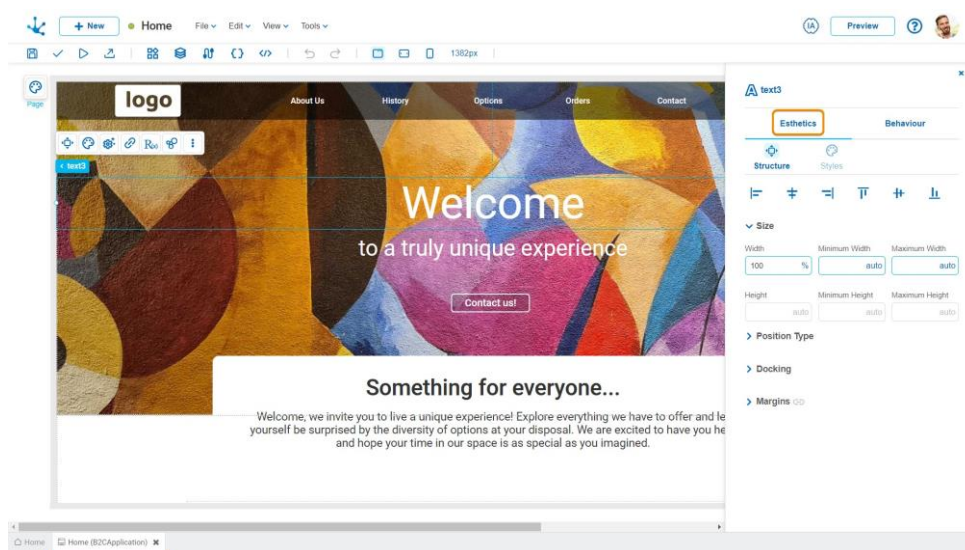 + New
Home
File
Edit
View
Tools
IA
Preview
?
1382px
Page
logo
About Us
History
Options
Orders
Contact
text3
Welcome
to a truly unique experience
Contact us!
Something for everyone...
Welcome, we invite you to live a unique experience! Explore everything we have to offer and le
yourself be surprised by the diversity of options at your disposal. We are excited to have you he
and hope your time in our space is as special as you imagined.
A text3
Esthetics
Behaviour
Structure
Styles
Size
Width
Minimum Width
Maximum Width
100 %
auto
auto
Height
Minimum Height
Maximum Height
auto
auto
auto
Position Type
Docking
Margins
Home
Home (B2CApplication)